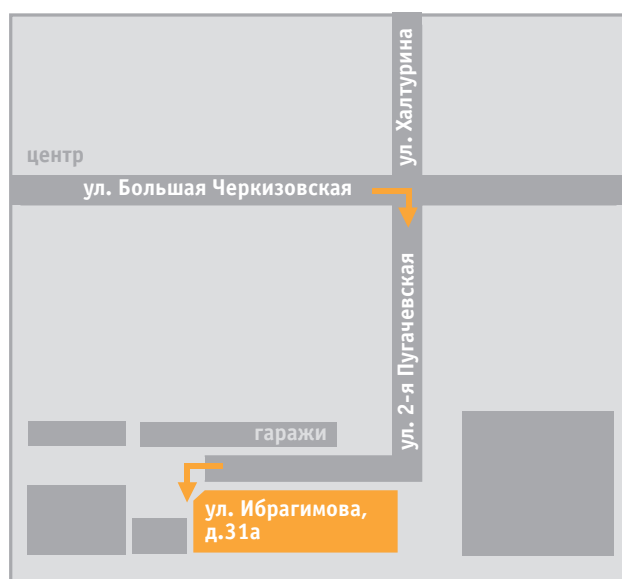 ул. Халтурина
центр
ул. Большая Черкизовская
ул. 2-я Пугачевская
гаражи
ул. Ибрагимова,
д.31а